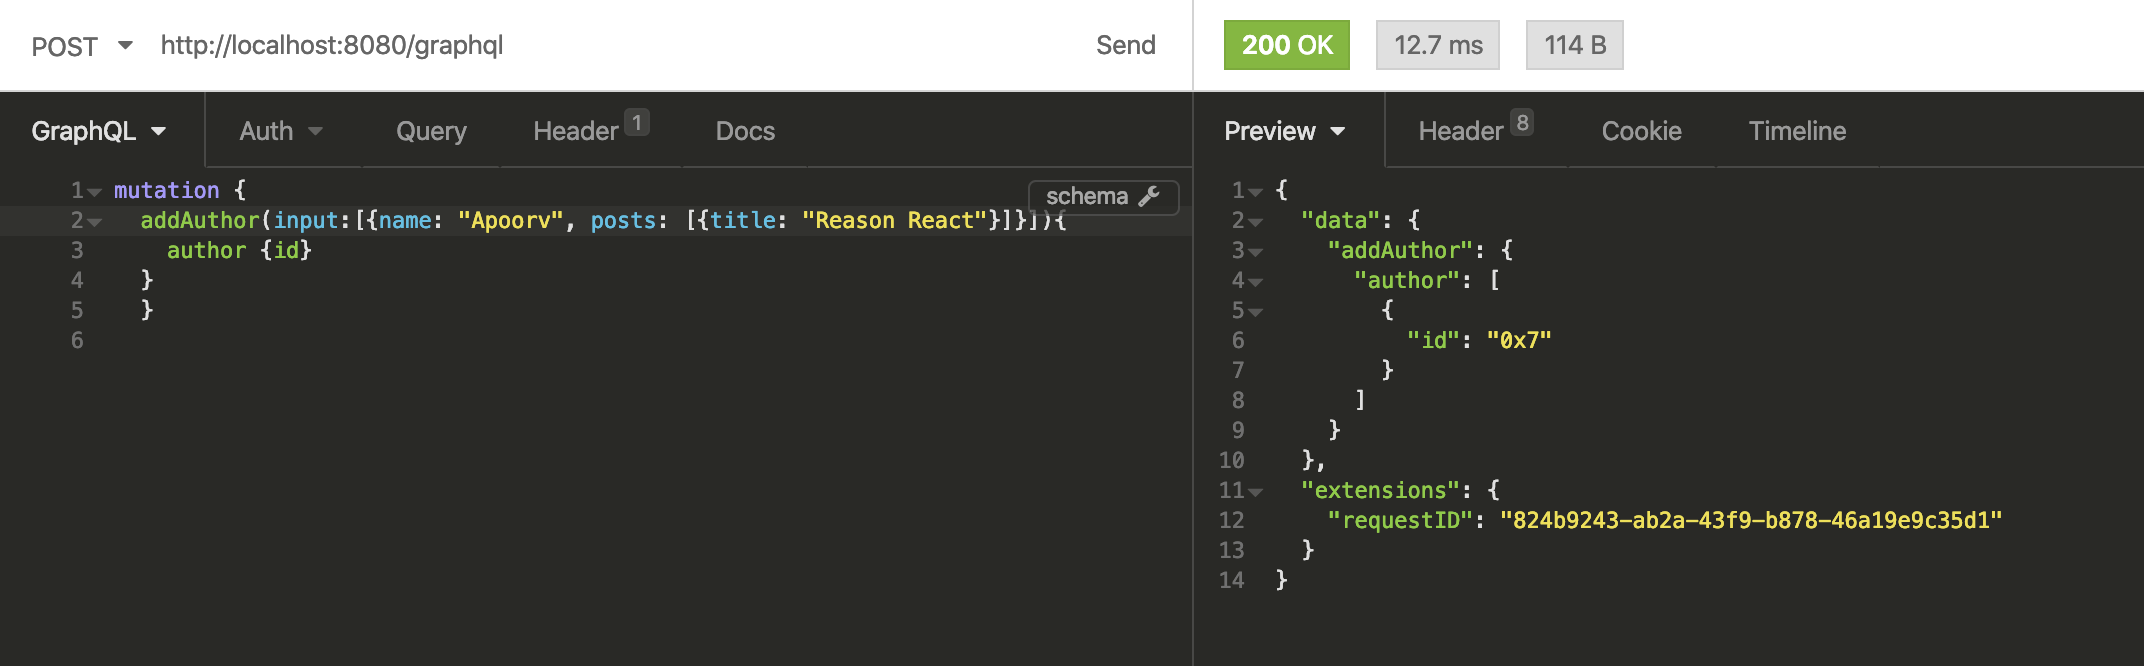 POST http://localhost:8080/graphql Send 200 OK 12.7 ms 114 B
GraphQL Auth Query Header 1 Docs
schema
1 mutation {
2 addAuthor(input:[{name: "Apoorv", posts: [{title: "Reason React"}]}]){
3 author {id}
4 }
5 }
6
Preview Header 8 Cookie Timeline
1 {
2 "data": {
3 "addAuthor": {
4 "author": [
5 {
6 "id": "0x7"
7 }
8 ]
9 }
10 },
11 "extensions": {
12 "requestID": "824b9243-ab2a-43f9-b878-46a19e9c35d1"
13 }
14 }